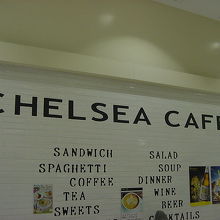 CHELSEA CAFE
SANDWICH
SPAGHETTI
COFFEE
TEA
SWEETS
SALAD
SOUP
DINNER
WINE
BEER
COCKTAILS